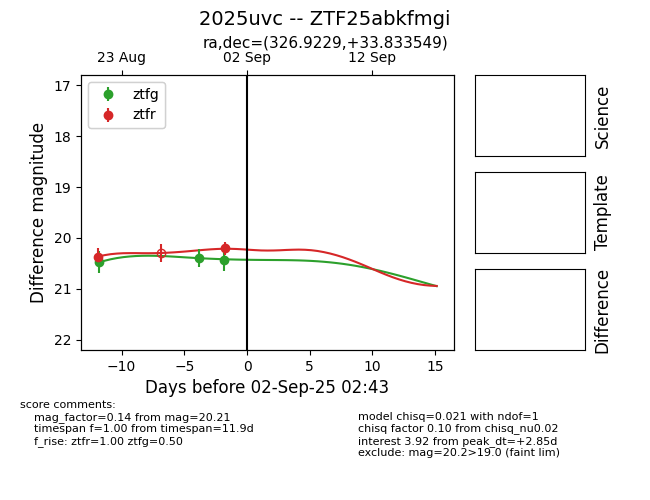 2025uvc -- ZTF25abkfmgi
ra,dec=(326.9229,+33.833549)
23 Aug 02 Sep 12 Sep
ztfg
ztfr
17
18
19
20
21
22
Difference magnitude
−10 −5 0 5 10 15
Days before 02-Sep-25 02:43
Science
Template
Difference
score comments:
mag_factor=0.14 from mag=20.21
timespan f=1.00 from timespan=11.9d
f_rise: ztfr=1.00 ztfg=0.50
model chisq=0.021 with ndof=1
chisq factor 0.10 from chisq_nu0.02
interest 3.92 from peak_dt=+2.85d
exclude: mag=20.2>19.0 (faint lim)